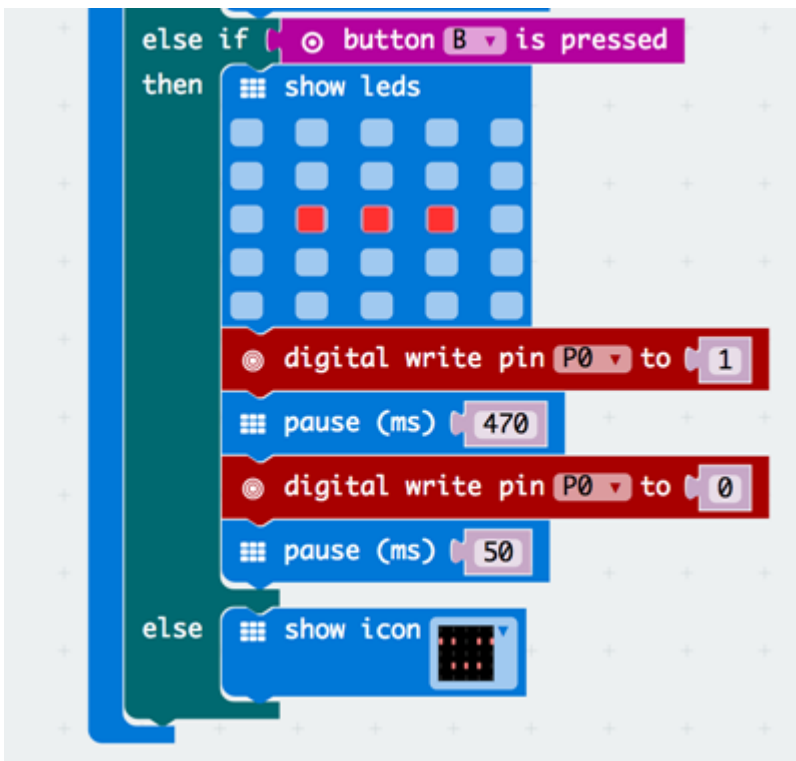 else if button B is pressed
then show leds
digital write pin P0 to 1
pause (ms) 470
digital write pin P0 to 0
pause (ms) 50
else show icon